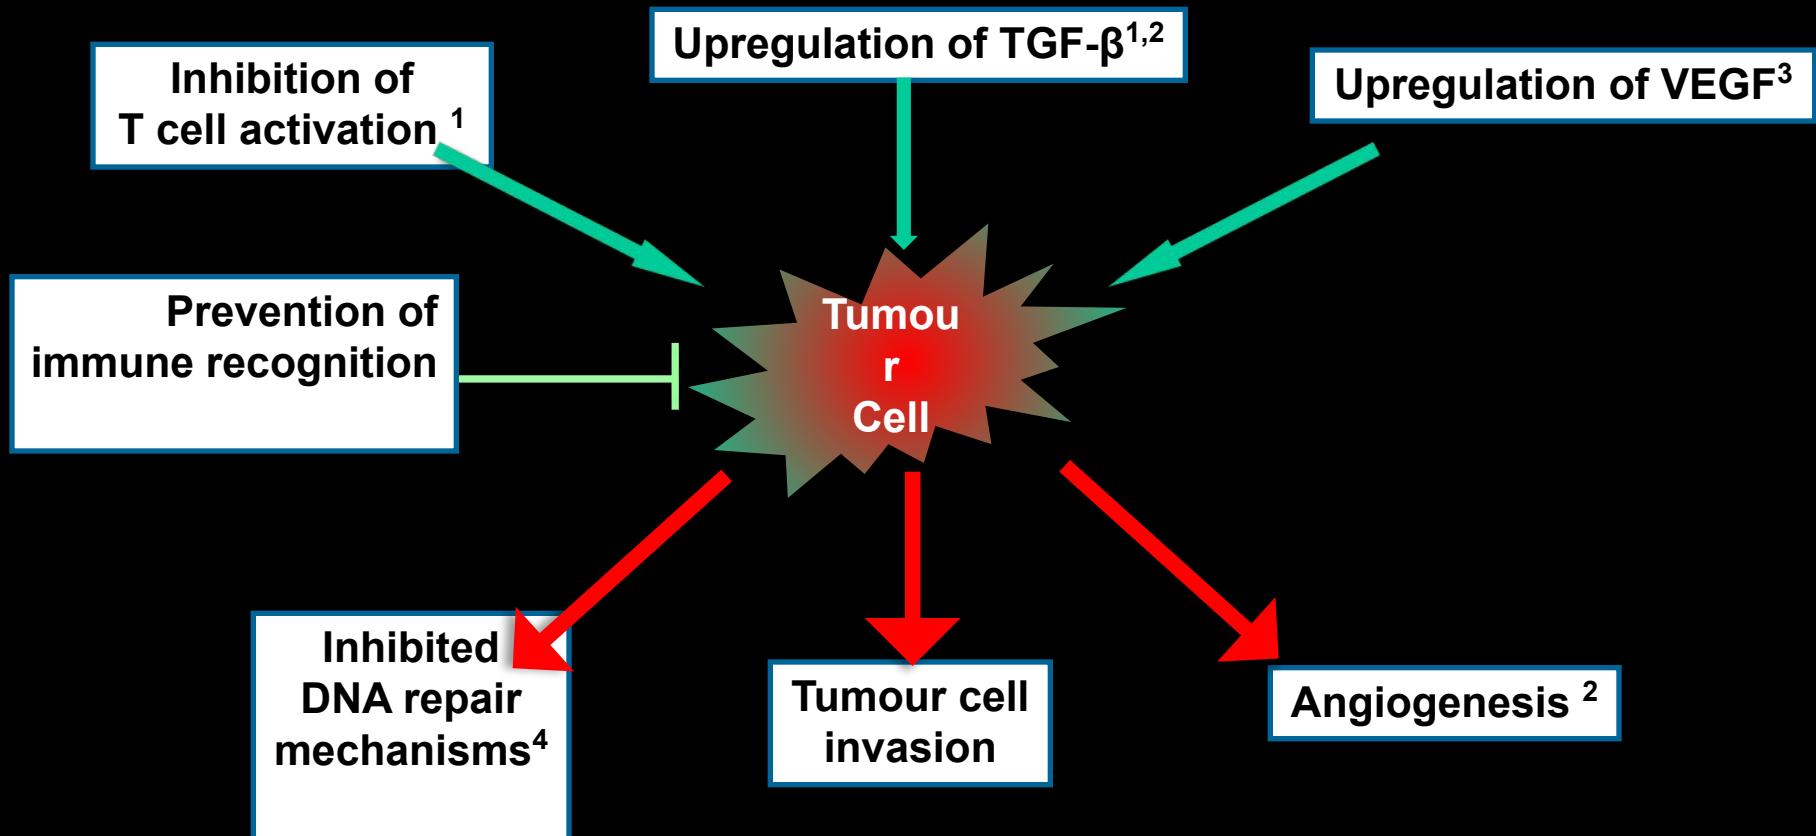 Inhibition of
T cell activation ¹
Upregulation of TGF-β¹,²
Upregulation of VEGF³
Prevention of
immune recognition
Tumou
r
Cell
Inhibited
DNA repair
mechanisms⁴
Tumour cell
invasion
Angiogenesis ²